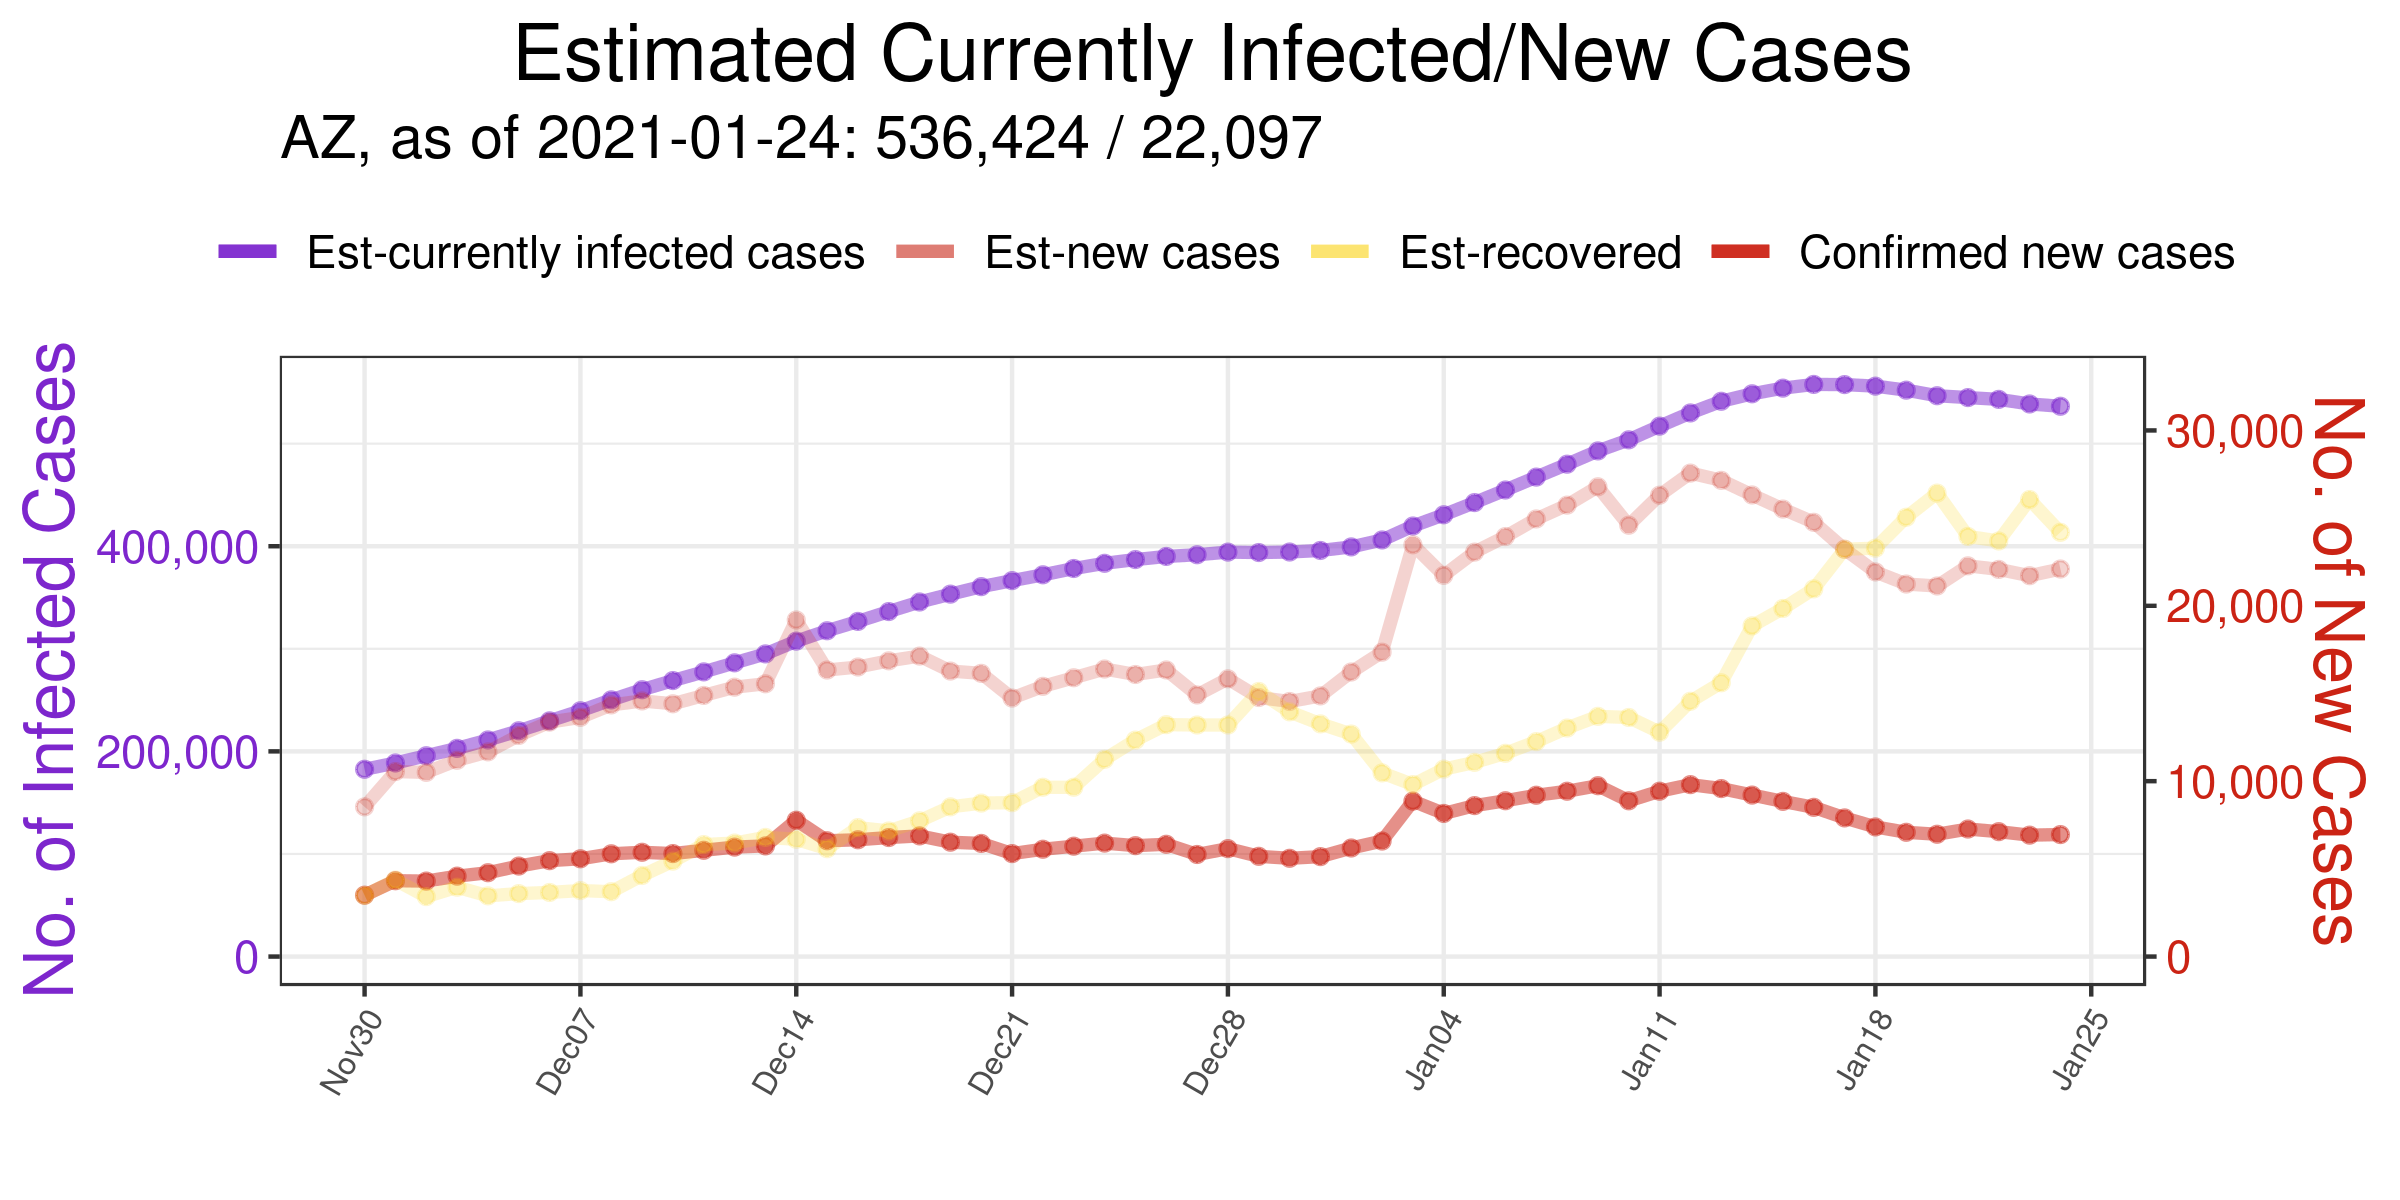 Estimated Currently Infected/New Cases
AZ, as of 2021-01-24: 536,424 / 22,097
Est-currently infected cases Est-new cases Est-recovered Confirmed new cases
No. of Infected Cases
400,000
200,000
0
30,000
20,000
10,000
0
No. of New Cases
Nov30 Dec07 Dec14 Dec21 Dec28 Jan04 Jan11 Jan18 Jan25